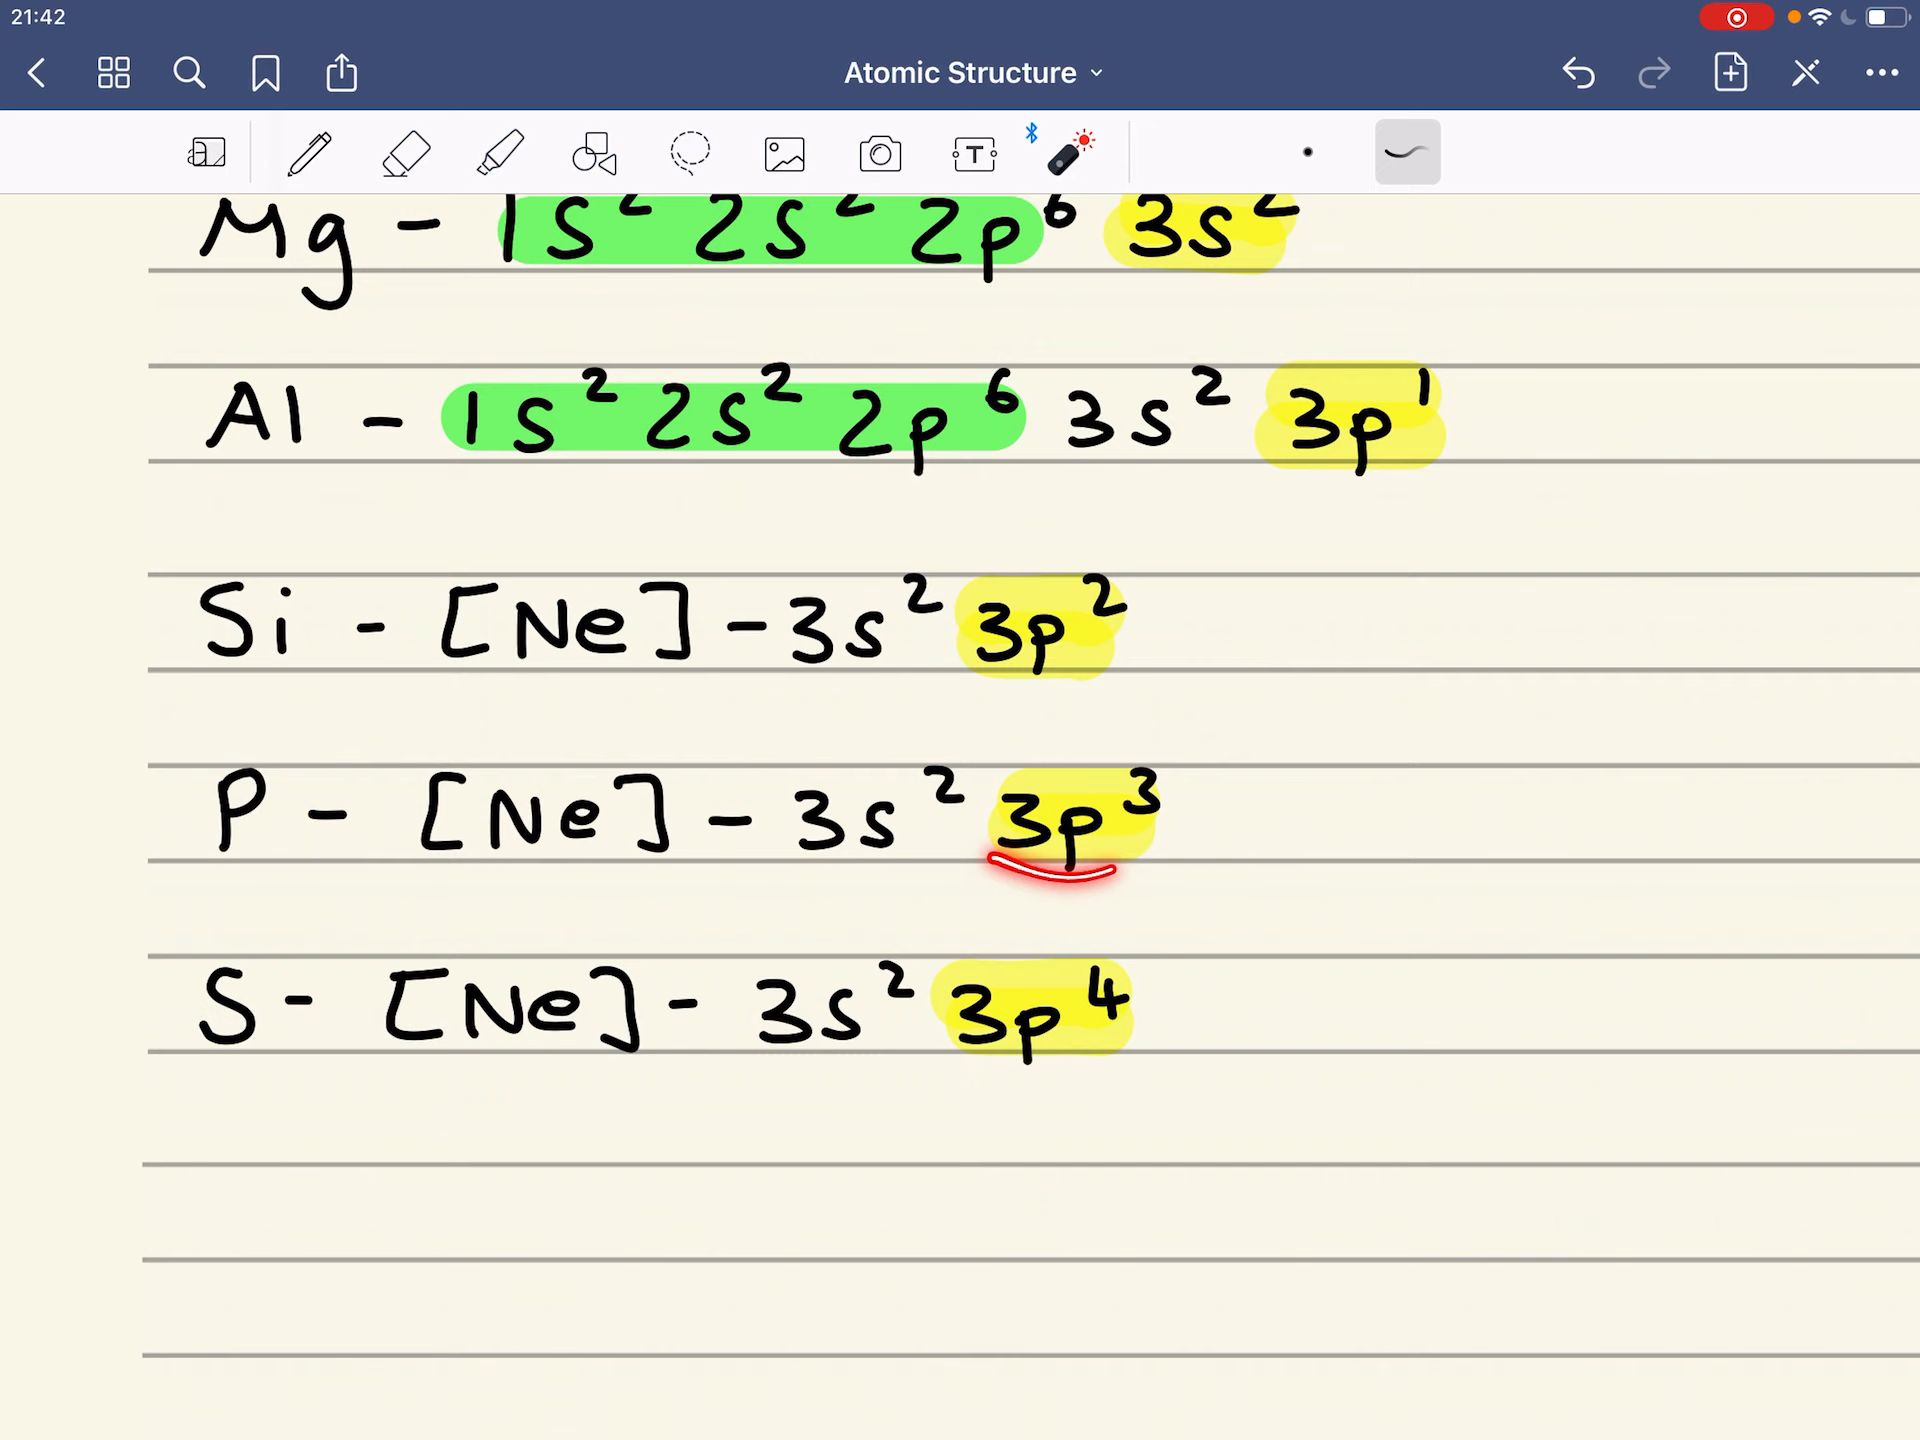 21:42
Atomic Structure
T
Mg - 1s² 2s² 2p⁶ 3s²
Al - 1s² 2s² 2p⁶ 3s² 3p¹
Si - [Ne] - 3s² 3p²
P - [Ne] - 3s² 3p³
S - [Ne] - 3s² 3p⁴